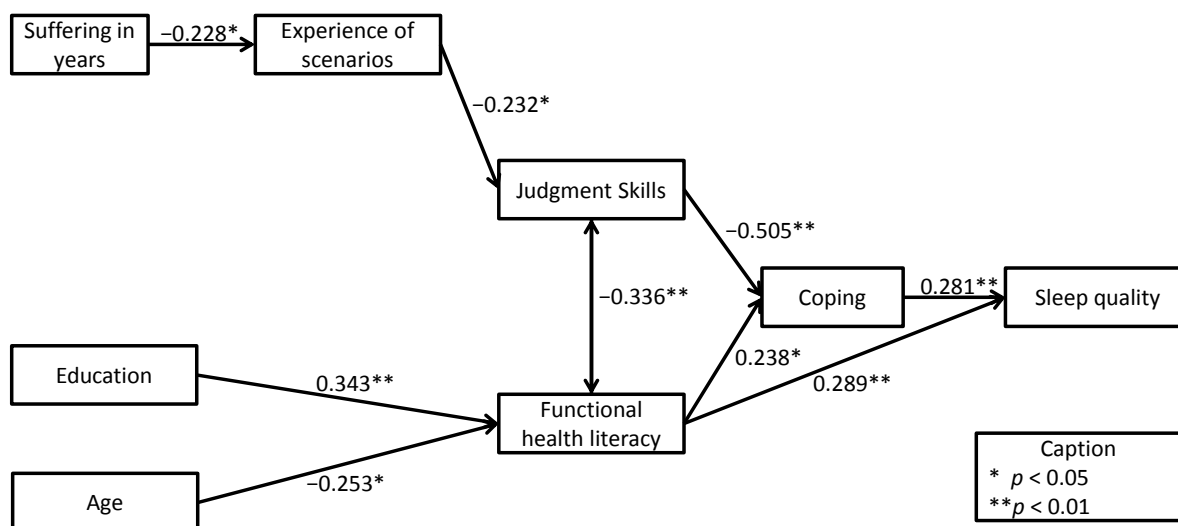 Suffering in
years
−0.228*
Experience of
scenarios
−0.232*
Judgment Skills
−0.505**
−0.336**
Coping
0.281**
Sleep quality
Education
0.343**
0.238*
0.289**
Functional
health literacy
Age
−0.253*
Caption
* p < 0.05
**p < 0.01